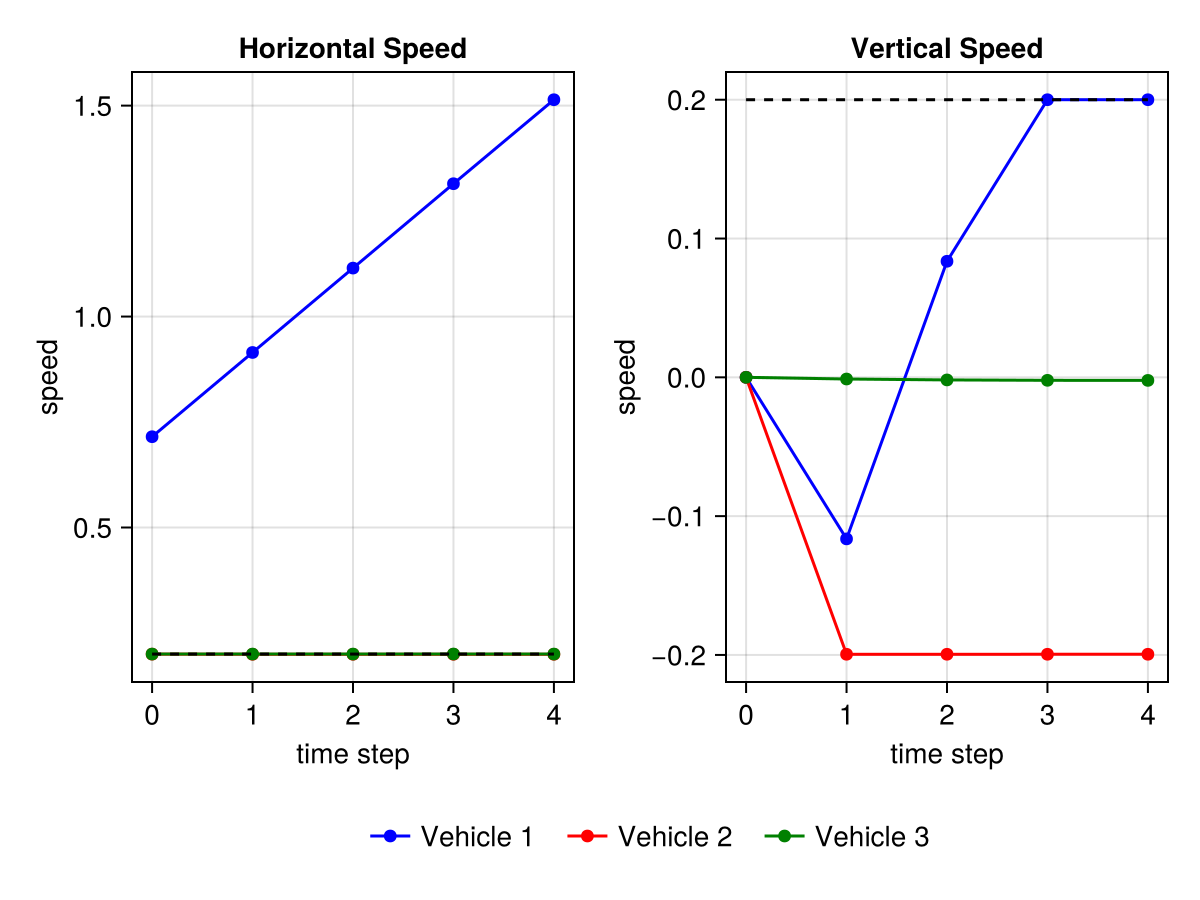 Horizontal Speed
1.5
1.0
0.5
speed
0 1 2 3 4
time step
Vertical Speed
0.2
0.1
0.0
−0.1
−0.2
speed
0 1 2 3 4
time step
Vehicle 1 Vehicle 2 Vehicle 3